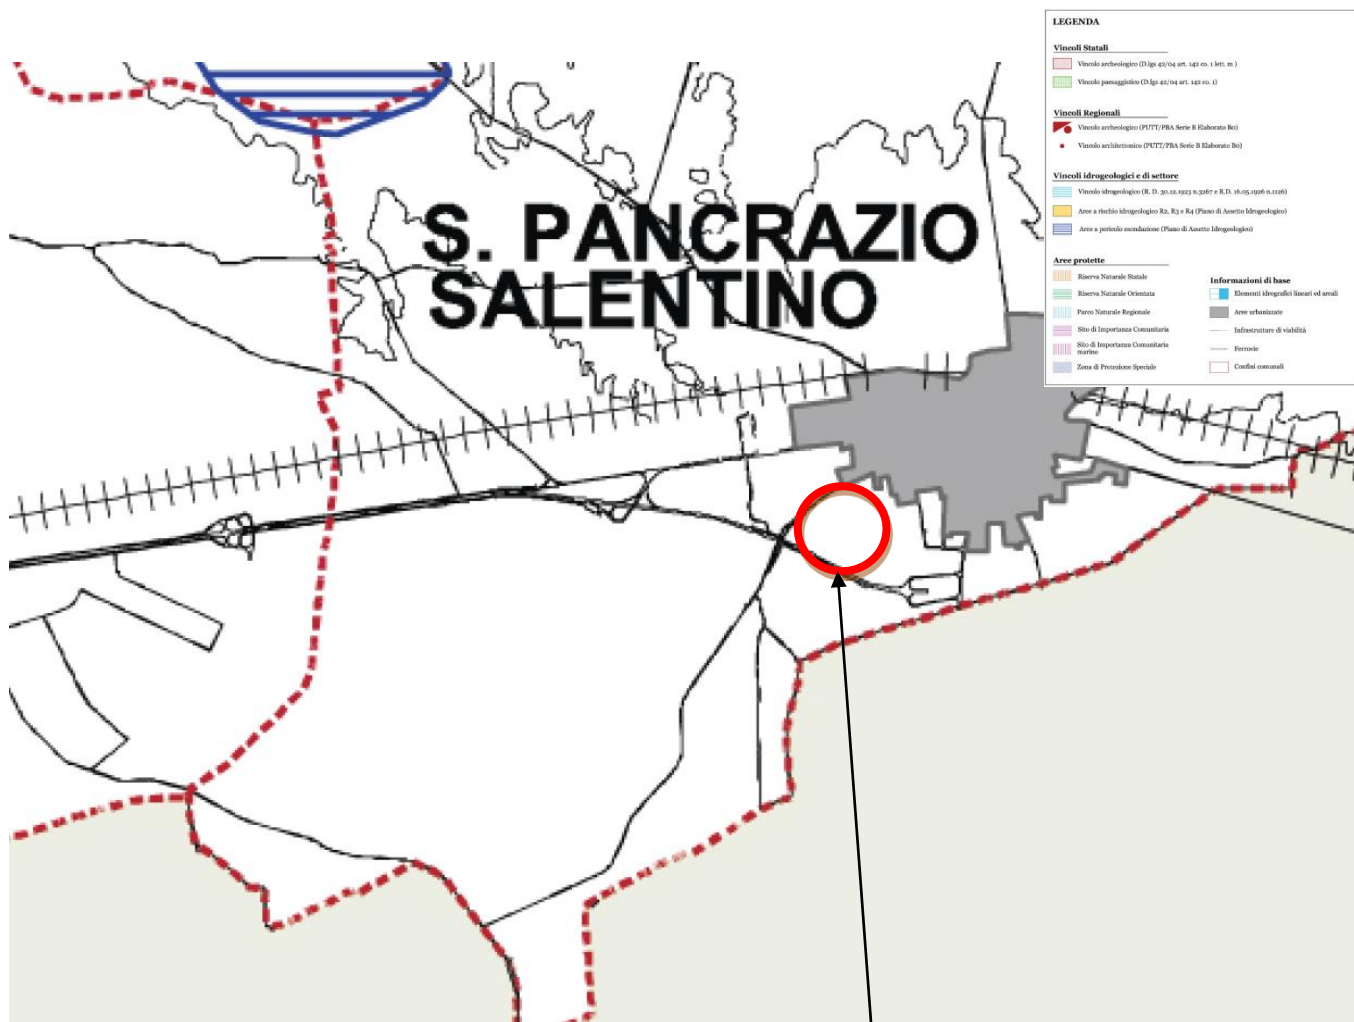 S. PANCRAZIO
SALENTINO
LEGENDA
Vincoli Statali
Vincolo archeologico (D.lgs 42/04 art. 142 co. 1 lett. m )
Vincolo paesaggistico (D.lgs 42/04 art. 142 co. 1)
Vincoli Regionali
Vincolo archeologico (PUTT/PBA Serie B Elaborato B0)
Vincolo architettonico (PUTT/PBA Serie B Elaborato B0)
Vincoli idrogeologici e di settore
Vincolo idrogeologico (R. D. 30.12.1923 n.3267 e R.D. 16.05.1926 n.1126)
Aree a rischio idrogeologico R2, R3 e R4 (Piano di Assetto Idrogeologico)
Aree a pericolo esondazione (Piano di Assetto Idrogeologico)
Aree protette
Riserva Naturale Statale
Riserva Naturale Orientata
Parco Naturale Regionale
Sito di Importanza Comunitaria
Sito di Importanza Comunitaria
marino
Zona di Protezione Speciale
Informazioni di base
Elementi idrografici lineari ed areali
Aree urbanizzate
Infrastrutture di viabilità
Ferrovie
Confini comunali